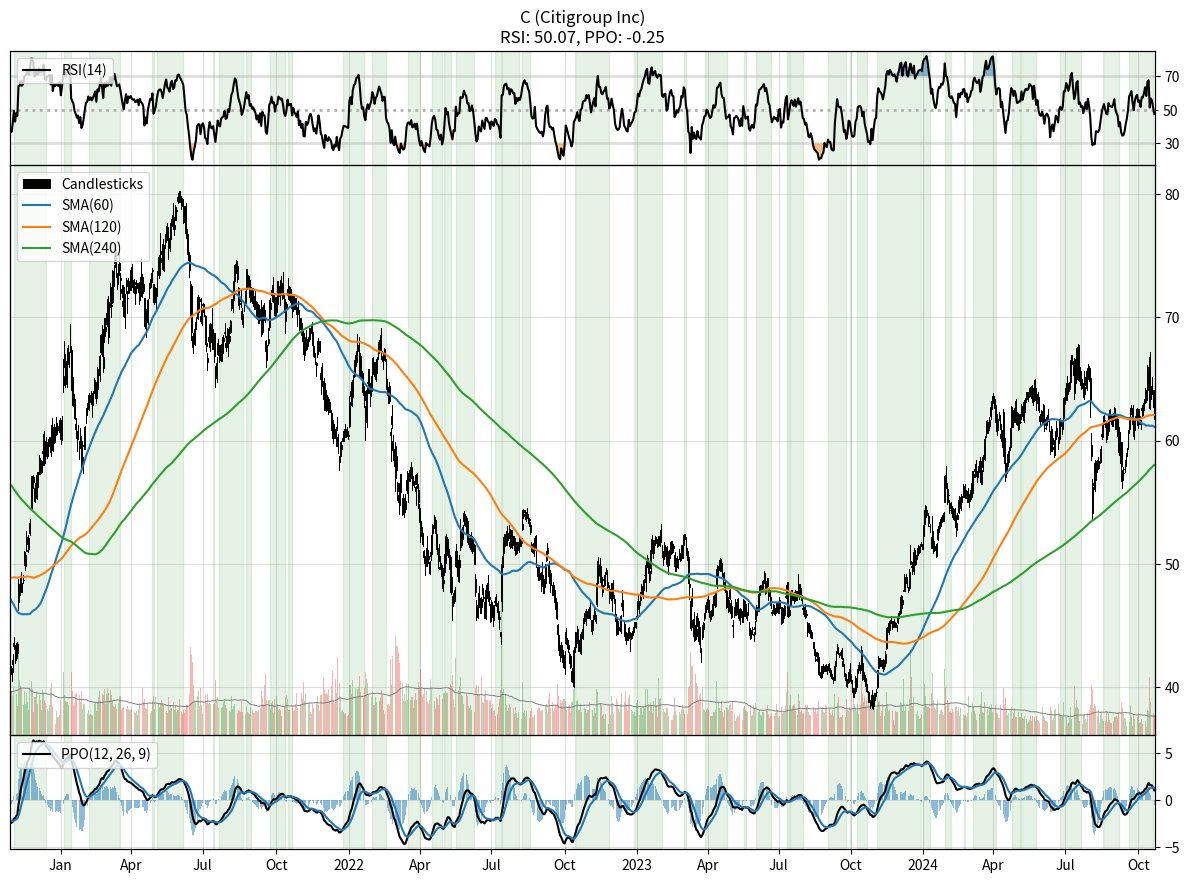 C (Citigroup Inc)
RSI: 50.07, PPO: -0.25
RSI(14)
70
50
30
Candlesticks
SMA(60)
SMA(120)
SMA(240)
80
70
60
50
40
PPO(12, 26, 9)
5
0
−5
Jan Apr Jul Oct 2022 Apr Jul Oct 2023 Apr Jul Oct 2024 Apr Jul Oct